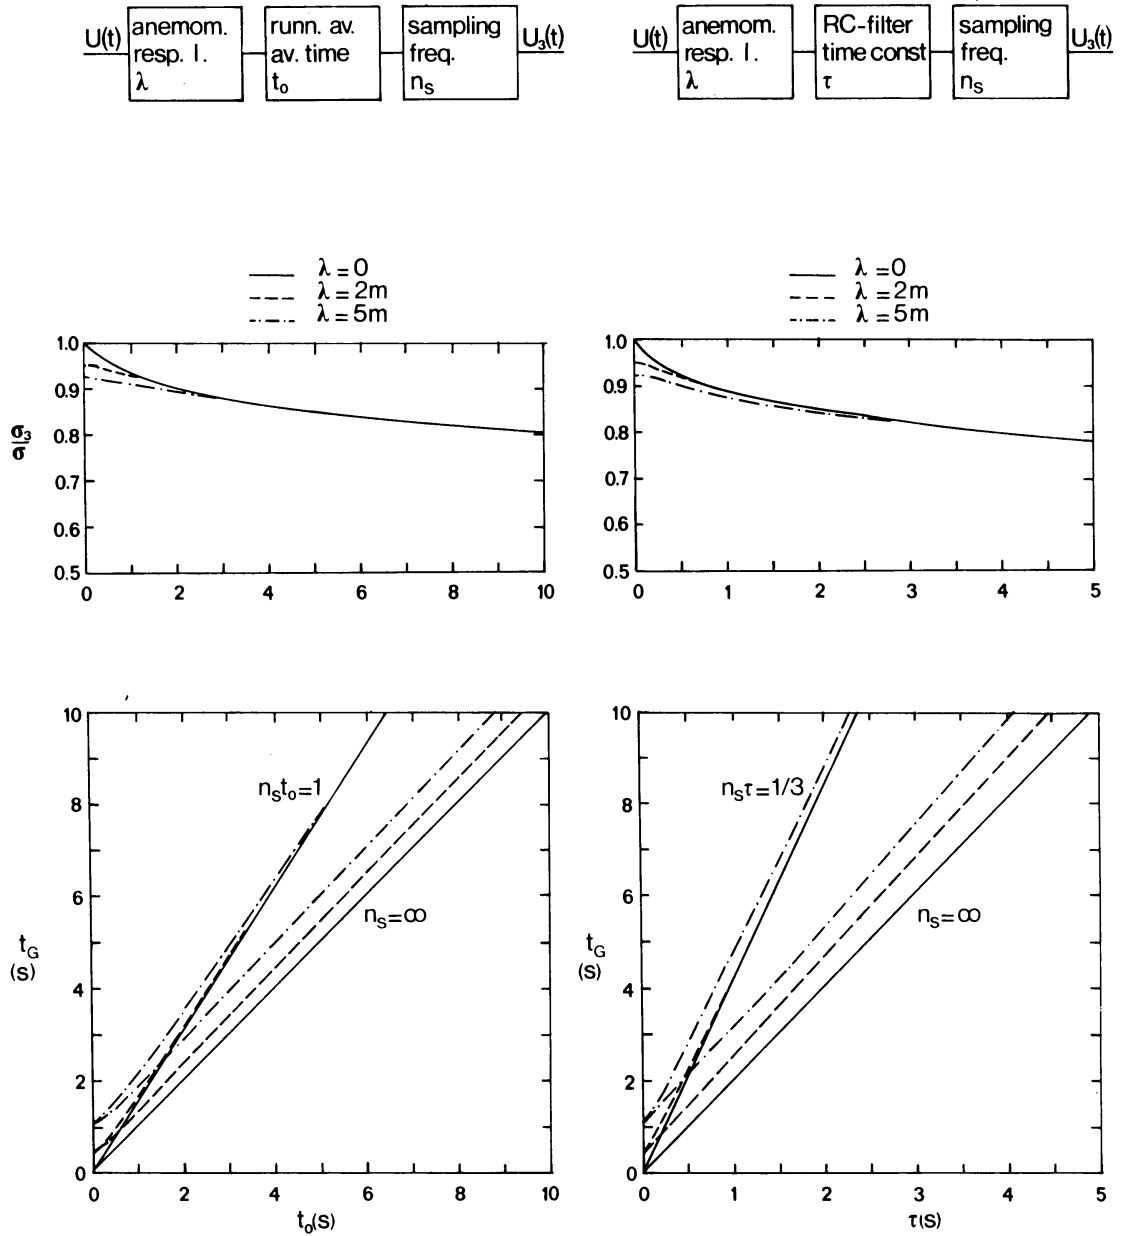 U(t)
anemom.
resp. l.
λ
runn. av.
av. time
t₀
sampling
freq.
nₛ
U₃(t)
U(t)
anemom.
resp. l.
λ
RC-filter
time const
τ
sampling
freq.
nₛ
U₃(t)
λ = 0
λ = 2m
λ = 5m
λ = 0
λ = 2m
λ = 5m
1.0
0.9
0.8
0.7
0.6
0.5
σ₃
σ
0 2 4 6 8 10
1.0
0.9
0.8
0.7
0.6
0.5
0 1 2 3 4 5
10
8
6
4
2
0
t_G
(s)
nₛt₀=1
nₛ=∞
0 2 4 6 8 10
t₀(s)
10
8
6
4
2
0
t_G
(s)
nₛτ=1/3
nₛ=∞
0 1 2 3 4 5
τ(s)